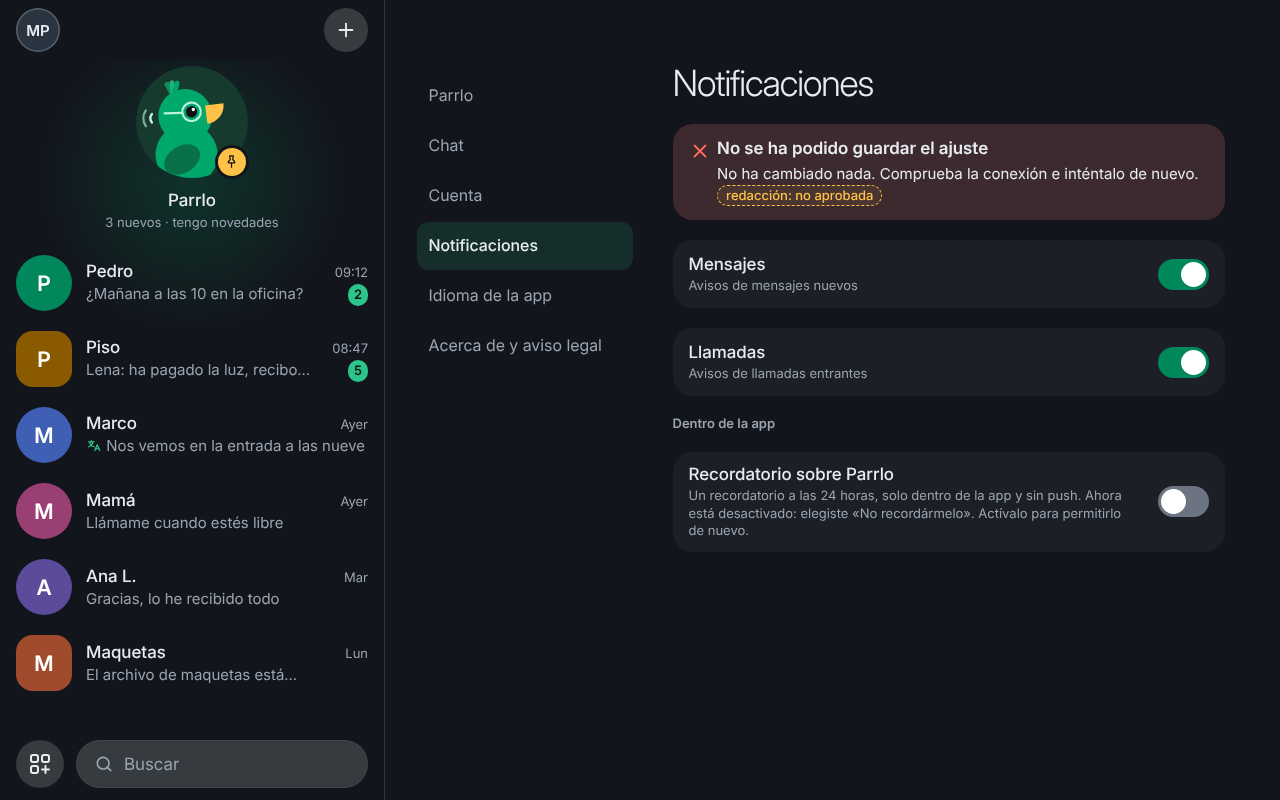 MP
Parrlo
3 nuevos · tengo novedades
P
Pedro
09:12
¿Mañana a las 10 en la oficina?
2
P
Piso
08:47
Lena: ha pagado la luz, recibo...
5
M
Marco
Ayer
Nos vemos en la entrada a las nueve
M
Mamá
Ayer
Llámame cuando estés libre
A
Ana L.
Mar
Gracias, lo he recibido todo
M
Maquetas
Lun
El archivo de maquetas está...
Buscar
Parrlo
Chat
Cuenta
Notificaciones
Idioma de la app
Acerca de y aviso legal
Notificaciones
No se ha podido guardar el ajuste
No ha cambiado nada. Comprueba la conexión e inténtalo de nuevo.
redacción: no aprobada
Mensajes
Avisos de mensajes nuevos
Llamadas
Avisos de llamadas entrantes
Dentro de la app
Recordatorio sobre Parrlo
Un recordatorio a las 24 horas, solo dentro de la app y sin push. Ahora
está desactivado: elegiste «No recordármelo». Actívalo para permitirlo
de nuevo.